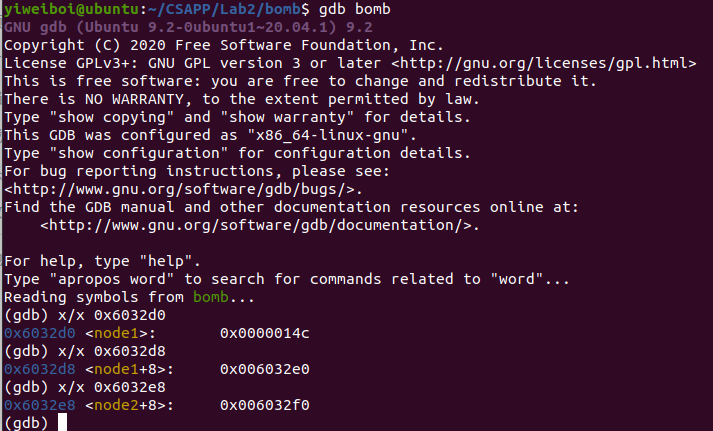 yiweiboi@ubuntu:~/CSAPP/Lab2/bomb$ gdb bomb
GNU gdb (Ubuntu 9.2-0ubuntu1~20.04.1) 9.2
Copyright (C) 2020 Free Software Foundation, Inc.
License GPLv3+: GNU GPL version 3 or later <http://gnu.org/licenses/gpl.html>
This is free software: you are free to change and redistribute it.
There is NO WARRANTY, to the extent permitted by law.
Type "show copying" and "show warranty" for details.
This GDB was configured as "x86_64-linux-gnu".
Type "show configuration" for configuration details.
For bug reporting instructions, please see:
<http://www.gnu.org/software/gdb/bugs/>.
Find the GDB manual and other documentation resources online at:
    <http://www.gnu.org/software/gdb/documentation/>.

For help, type "help".
Type "apropos word" to search for commands related to "word"...
Reading symbols from bomb...
(gdb) x/x 0x6032d0
0x6032d0 <node1>:       0x0000014c
(gdb) x/x 0x6032d8
0x6032d8 <node1+8>:     0x006032e0
(gdb) x/x 0x6032e8
0x6032e8 <node2+8>:     0x006032f0
(gdb)